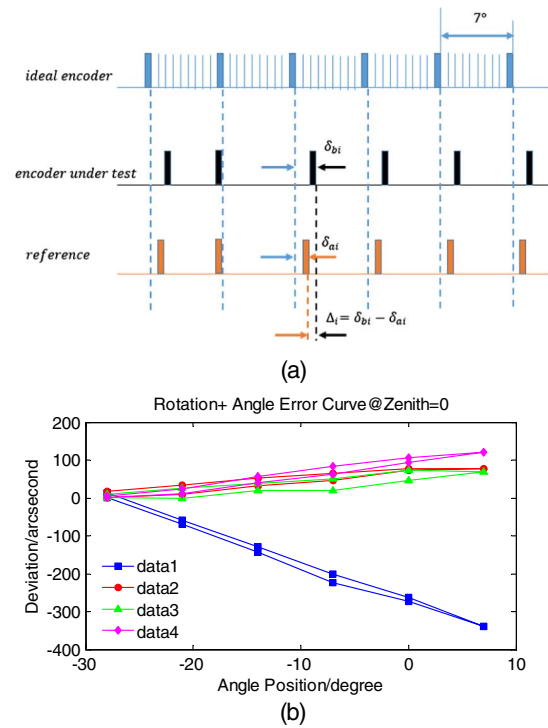 7°
ideal encoder
δbi
encoder under test
δai
reference
Δi= δbi − δai
(a)
Rotation+ Angle Error Curve@Zenith=0
Deviation/arcsecond
200
100
0
-100
-200
-300
-400
data1
data2
data3
data4
-30
-20
-10
0
10
Angle Position/degree
(b)